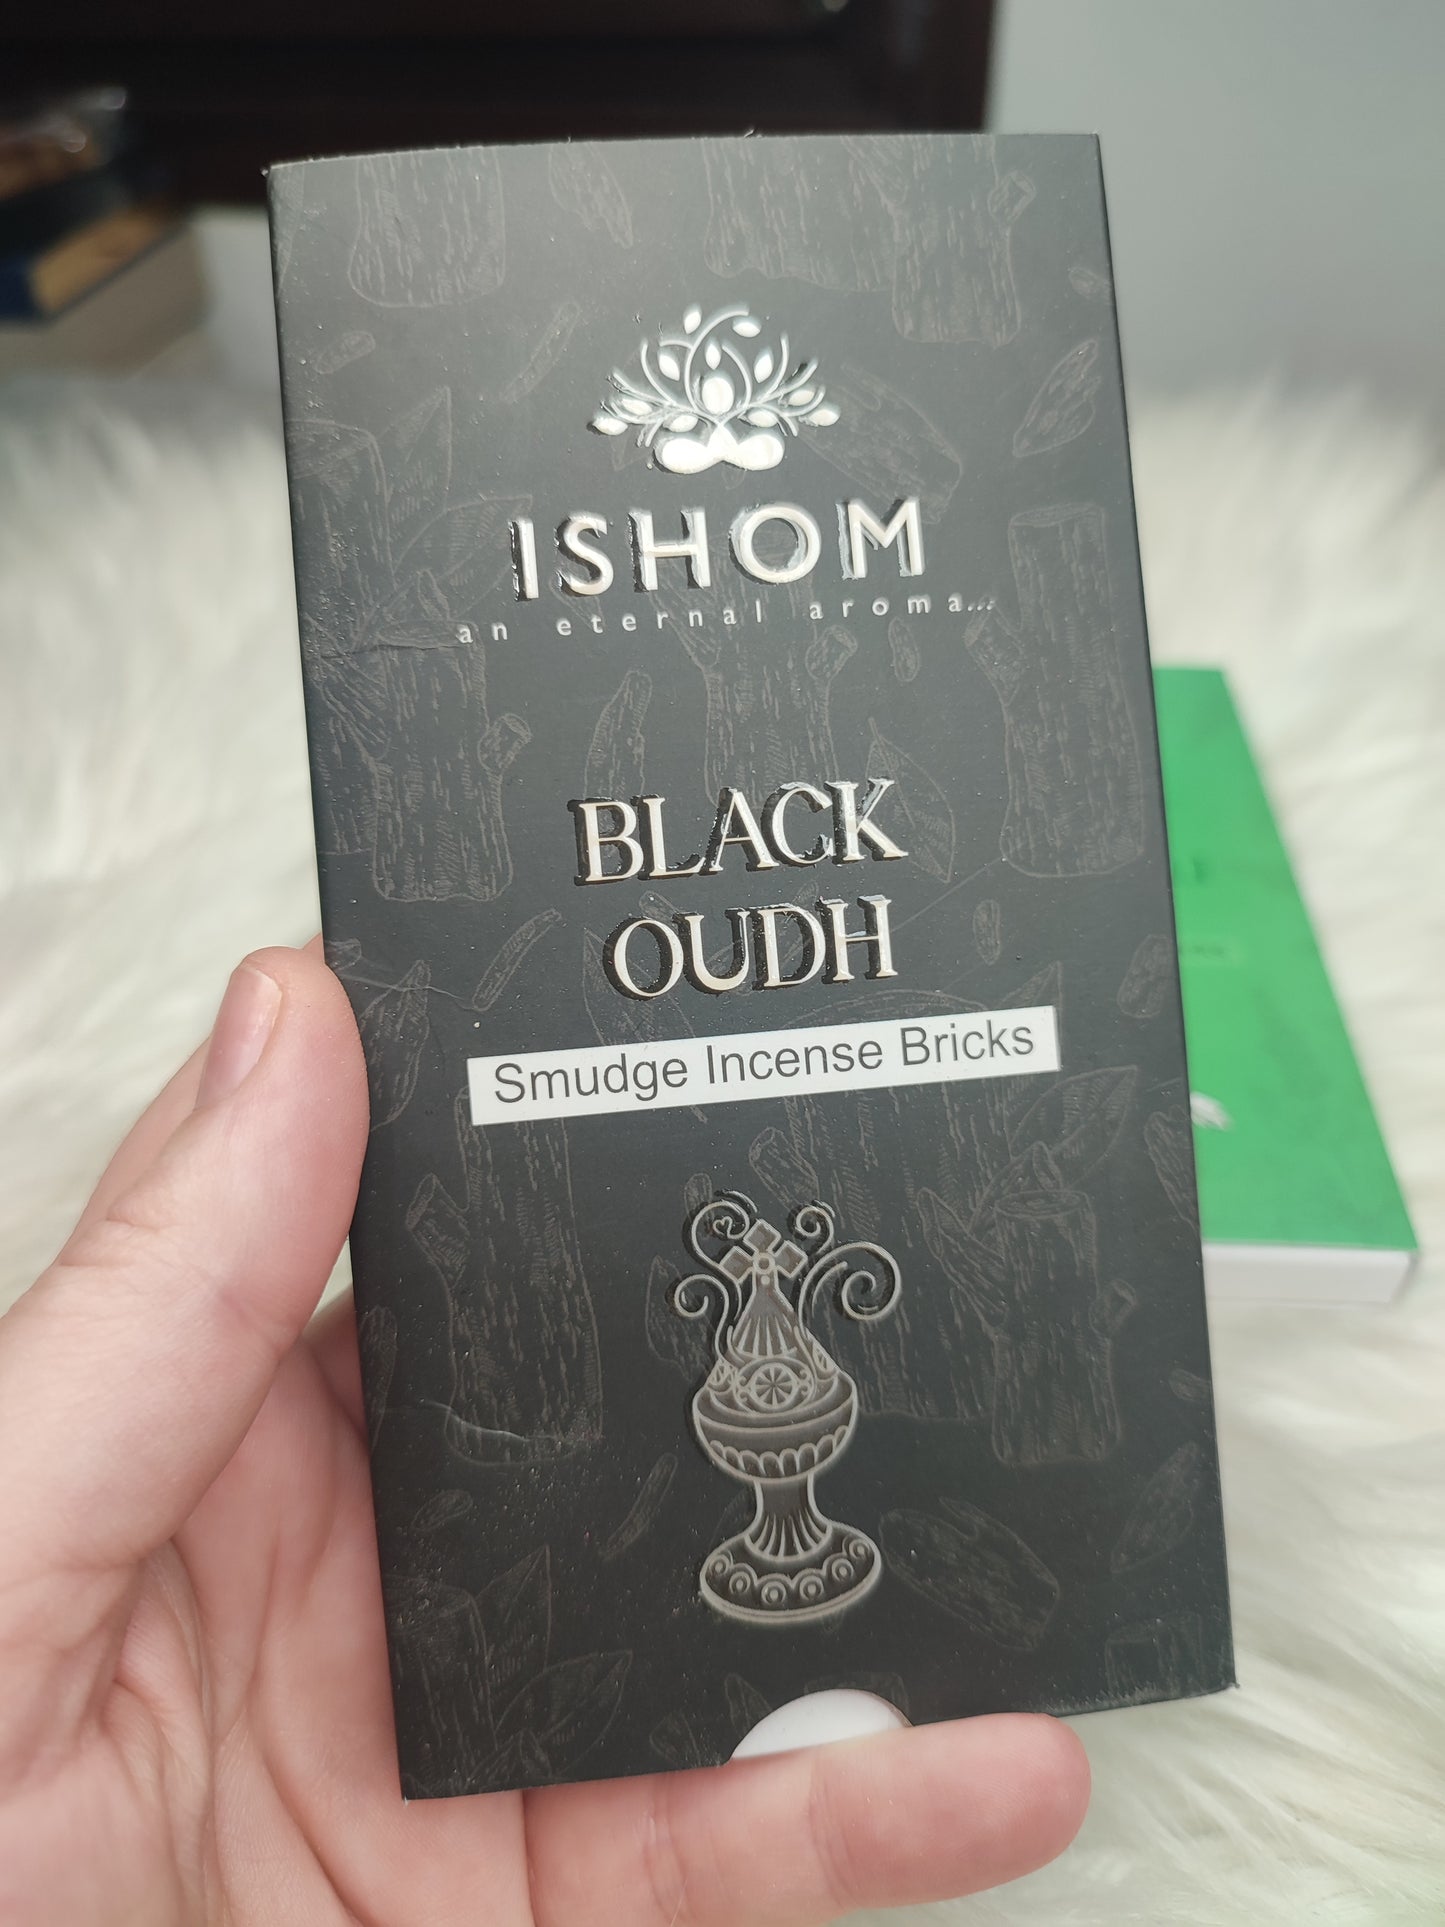 ISHOM
an eternal aroma...
BLACK
OUDH
Smudge Incense Bricks